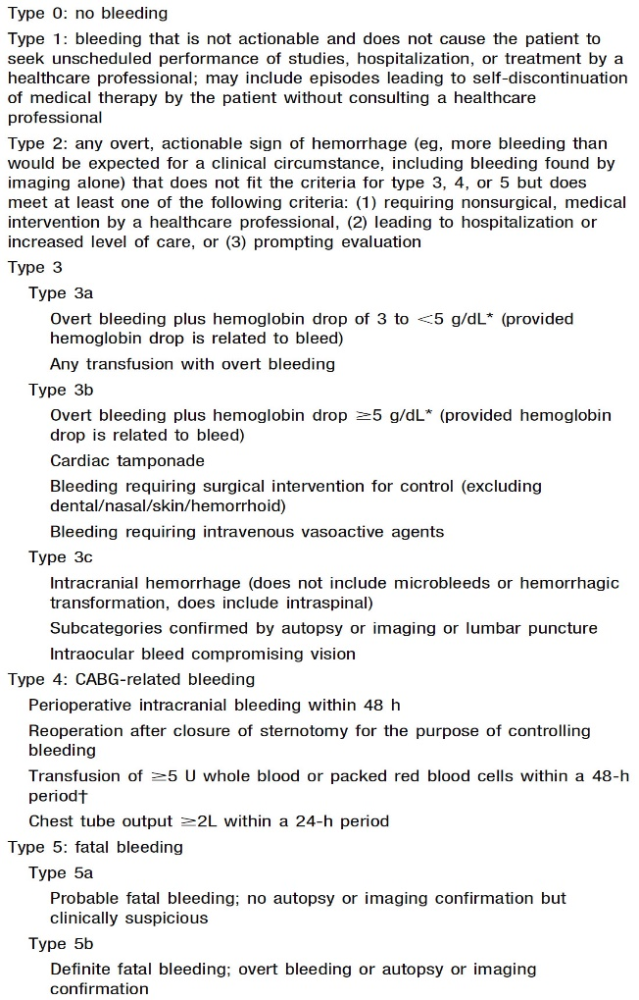 Type 0: no bleeding
Type 1: bleeding that is not actionable and does not cause the patient to
seek unscheduled performance of studies, hospitalization, or treatment by a
healthcare professional; may include episodes leading to self-discontinuation
of medical therapy by the patient without consulting a healthcare
professional
Type 2: any overt, actionable sign of hemorrhage (eg, more bleeding than
would be expected for a clinical circumstance, including bleeding found by
imaging alone) that does not fit the criteria for type 3, 4, or 5 but does
meet at least one of the following criteria: (1) requiring nonsurgical, medical
intervention by a healthcare professional, (2) leading to hospitalization or
increased level of care, or (3) prompting evaluation
Type 3
Type 3a
Overt bleeding plus hemoglobin drop of 3 to <5 g/dL* (provided
hemoglobin drop is related to bleed)
Any transfusion with overt bleeding
Type 3b
Overt bleeding plus hemoglobin drop ≥5 g/dL* (provided hemoglobin
drop is related to bleed)
Cardiac tamponade
Bleeding requiring surgical intervention for control (excluding
dental/nasal/skin/hemorrhoid)
Bleeding requiring intravenous vasoactive agents
Type 3c
Intracranial hemorrhage (does not include microbleeds or hemorrhagic
transformation, does include intraspinal)
Subcategories confirmed by autopsy or imaging or lumbar puncture
Intraocular bleed compromising vision
Type 4: CABG-related bleeding
Perioperative intracranial bleeding within 48 h
Reoperation after closure of sternotomy for the purpose of controlling
bleeding
Transfusion of ≥5 U whole blood or packed red blood cells within a 48-h
period†
Chest tube output ≥2L within a 24-h period
Type 5: fatal bleeding
Type 5a
Probable fatal bleeding; no autopsy or imaging confirmation but
clinically suspicious
Type 5b
Definite fatal bleeding; overt bleeding or autopsy or imaging
confirmation